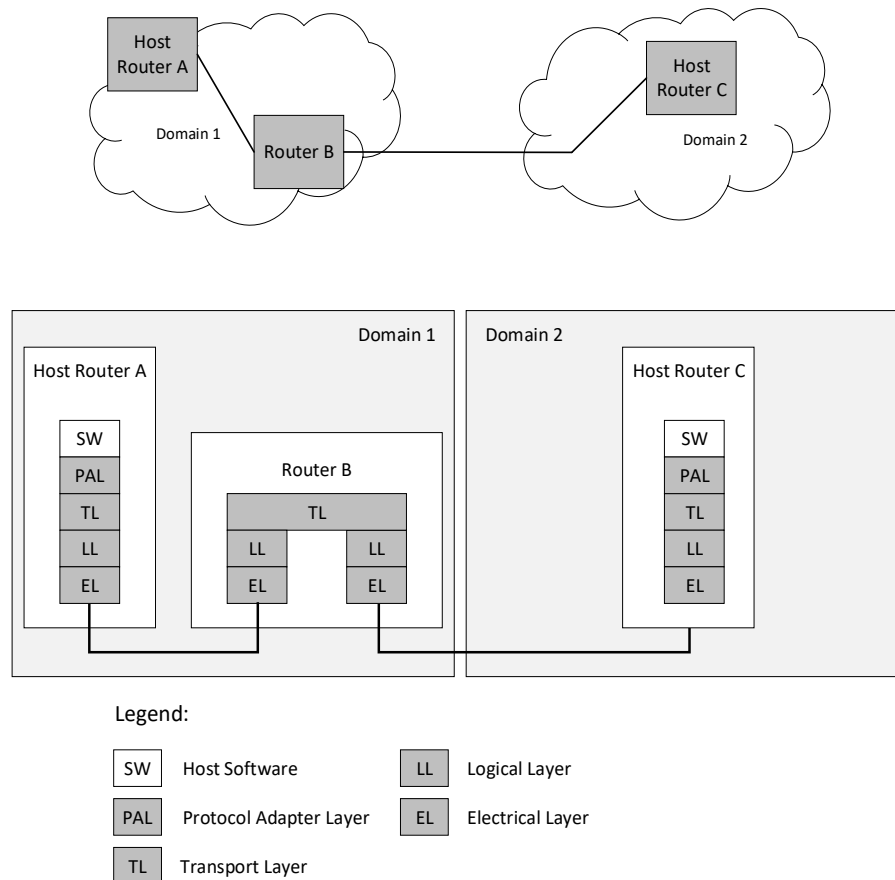 Host
Router A
Host
Router C
Domain 1
Router B
Domain 2
Domain 1
Domain 2
Host Router A
Host Router C
SW
PAL
TL
LL
EL
Router B
TL
LL
LL
EL
EL
SW
PAL
TL
LL
EL
Legend:
SW Host Software
LL Logical Layer
PAL Protocol Adapter Layer
EL Electrical Layer
TL Transport Layer